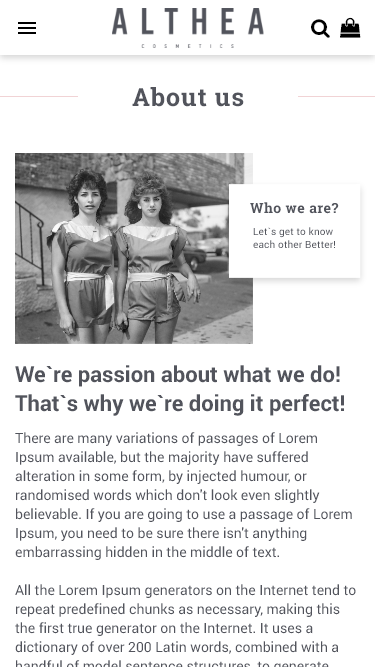 ALTHEA
COSMETICS
About us
Who we are?
Let`s get to know
each other Better!
We`re passion about what we do!
That`s why we`re doing it perfect!
There are many variations of passages of Lorem
Ipsum available, but the majority have suffered
alteration in some form, by injected humour, or
randomised words which don't look even slightly
believable. If you are going to use a passage of Lorem
Ipsum, you need to be sure there isn't anything
embarrassing hidden in the middle of text.
All the Lorem Ipsum generators on the Internet tend to
repeat predefined chunks as necessary, making this
the first true generator on the Internet. It uses a
dictionary of over 200 Latin words, combined with a
handful of model sentence structures, to generate